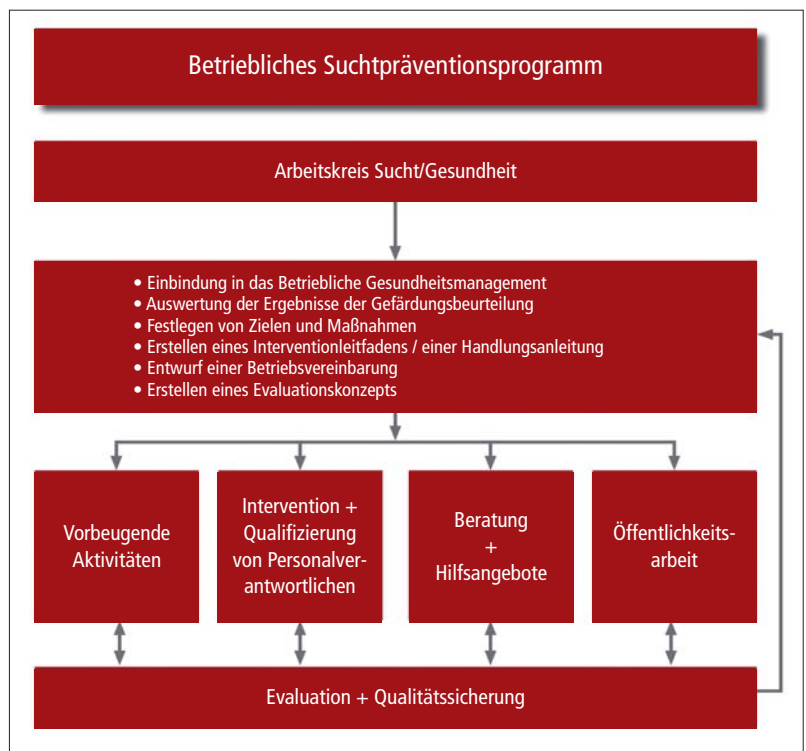 Betriebliches Suchtpräventionsprogramm
Arbeitskreis Sucht/Gesundheit
• Einbindung in das Betriebliche Gesundheitsmanagement
• Auswertung der Ergebnisse der Gefärdungsbeurteilung
• Festlegen von Zielen und Maßnahmen
• Erstellen eines Interventionleitfadens / einer Handlungsanleitung
• Entwurf einer Betriebsvereinbarung
• Erstellen eines Evaluationskonzepts
Vorbeugende
Aktivitäten
Intervention +
Qualifizierung
von Personalver-
antwortlichen
Beratung
+
Hilfsangebote
Öffentlichkeits-
arbeit
Evaluation + Qualitätssicherung